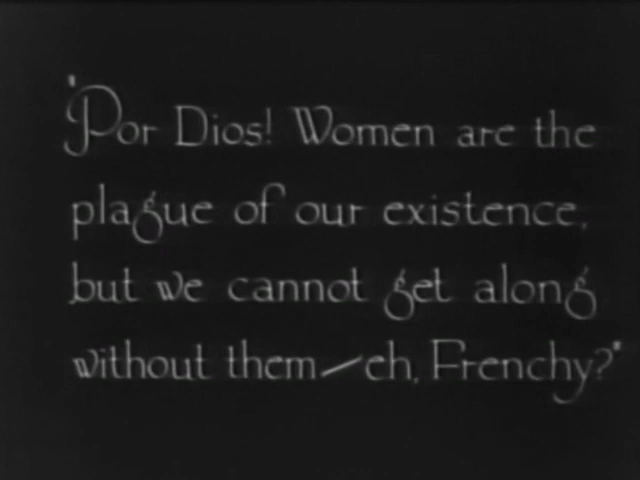 "Por Dios! Women are the
plague of our existence,
but we cannot get along
without them—eh, Frenchy?"